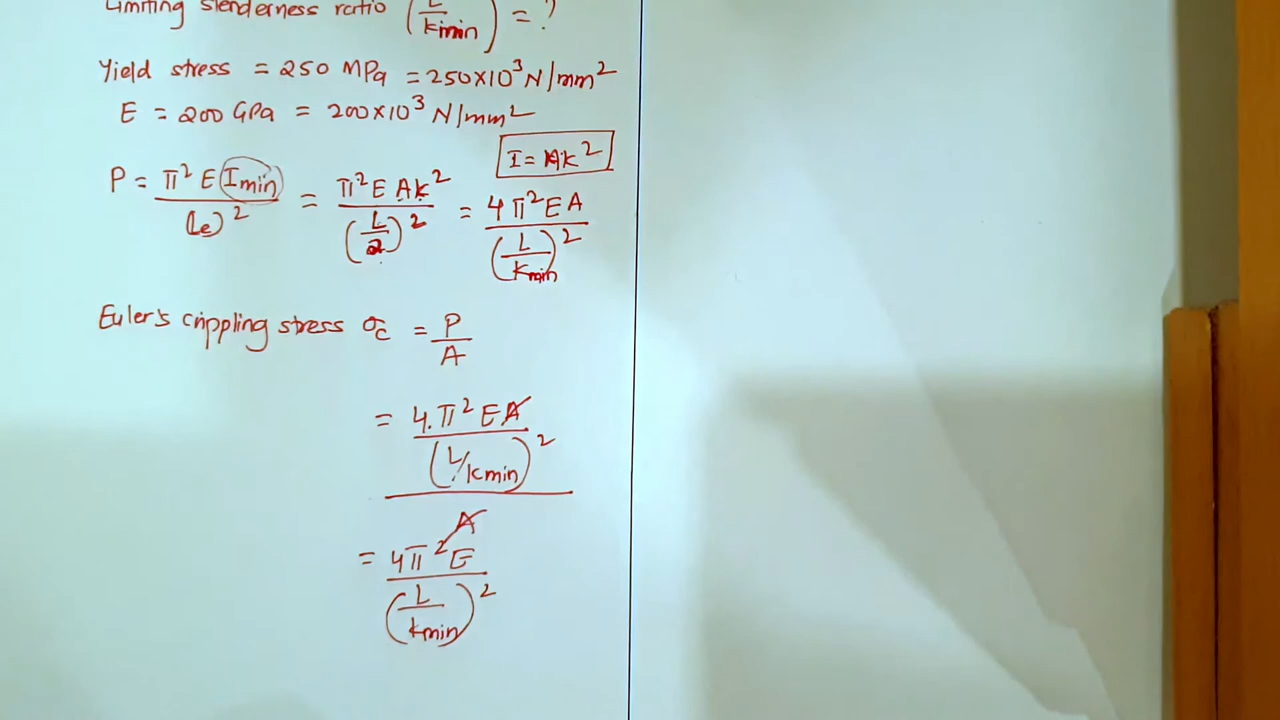 Limiting slenderness ratio (L/kmin) = ?
Yield stress = 250 MPa = 250×10³ N/mm²
E = 200 GPa = 200×10³ N/mm²
I = Ak²
P = π² E Imin / (Le)² = π² E A k² / (L/2)² = 4π² E A / (L/kmin)²
Euler's crippling stress σc = P/A
= 4.π² E A / (L/kmin)²
A
= 4π² E / (L/kmin)²